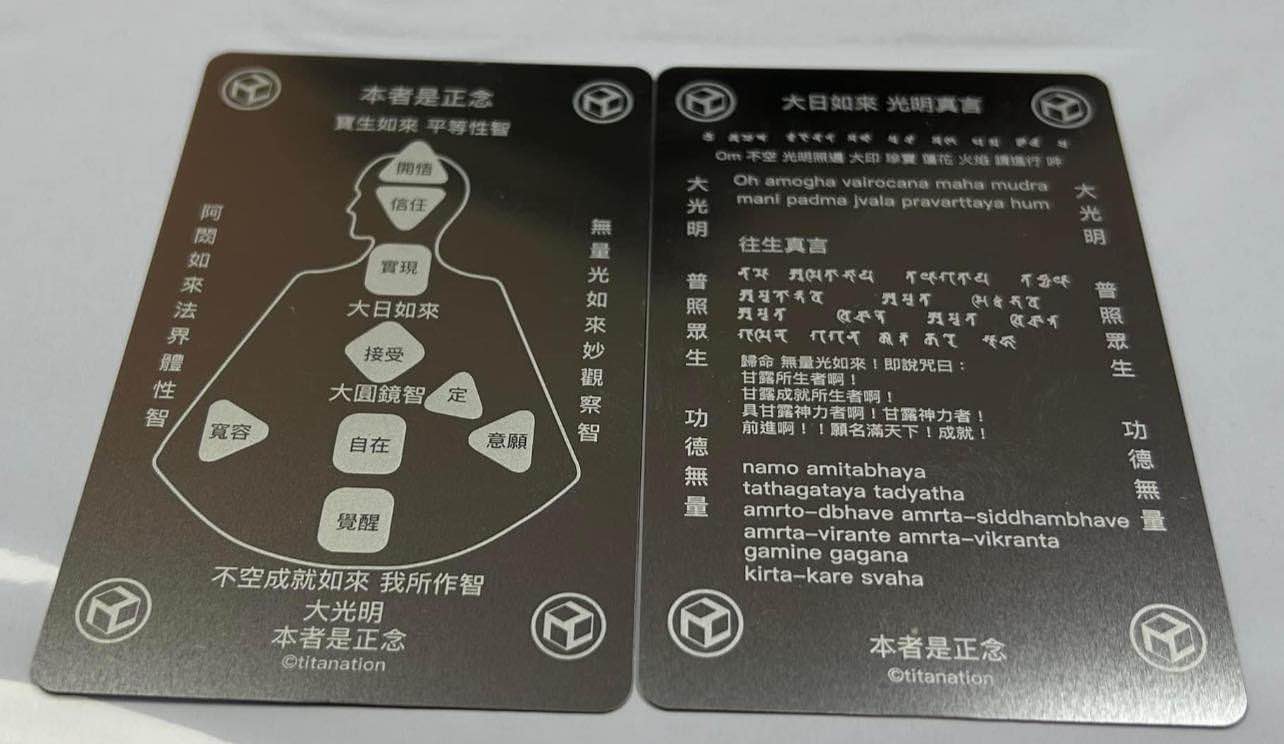 本者是正念
寶生如來 平等性智
開悟
信任
實現
大日如來
接受
大圓鏡智
定
寬容
自在
意願
覺醒
阿閦如來法界體性智
無量光如來妙觀察智
不空成就如來 我所作智
大光明
本者是正念
©titanation
大日如來 光明真言
Om 不空 光明照遍 大印 珍寶 蓮花 火焰 請進行 吽
Oh amogha vairocana maha mudra
mani padma jvala pravarttaya hum
大光明 普照眾生 功德無量
大光明 普照眾生 功德無量
往生真言
歸命 無量光如來！即說咒曰：
甘露所生者啊！
甘露成就所生者啊！
具甘露神力者啊！甘露神力者！
前進啊！！願名滿天下！成就！
namo amitabhaya
tathagataya tadyatha
amrto-dbhave amrta-siddhambhave
amrta-virante amrta-vikranta
gamine gagana
kirta-kare svaha
本者是正念
©titanation